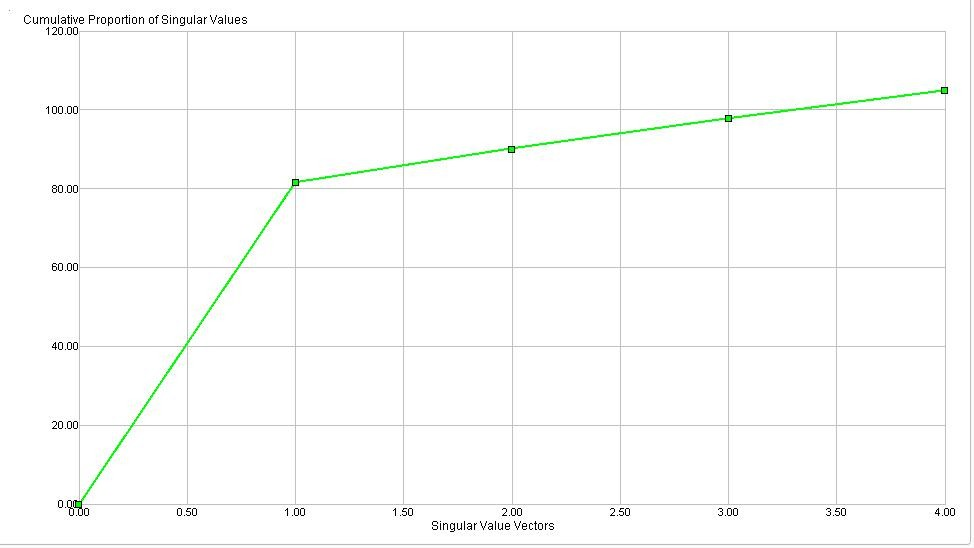 Cumulative Proportion of Singular Values
120.00
100.00
80.00
60.00
40.00
20.00
0.00
0.00 0.50 1.00 1.50 2.00 2.50 3.00 3.50 4.00
Singular Value Vectors